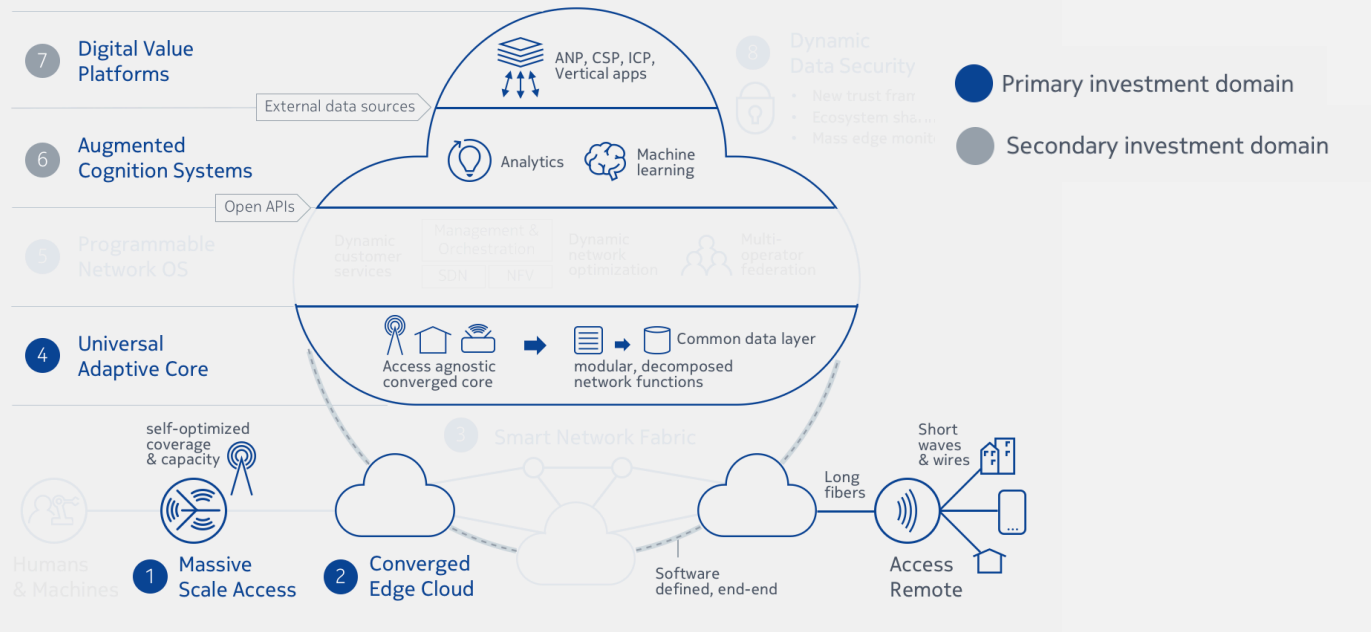 7
Digital Value
Platforms
External data sources
ANP, CSP, ICP,
Vertical apps
8
Dynamic
Data Security
• New trust fram
• Ecosystem sha....
• Mass edge monit
Primary investment domain
Secondary investment domain
6
Augmented
Cognition Systems
Open APIs
Analytics
Machine
learning
5
Programmable
Network OS
Dynamic
customer
services
Management &
Orchestration
SDN
NFV
Dynamic
network
optimization
Multi-
operator
federation
4
Universal
Adaptive Core
Access agnostic
converged core
Common data layer
modular, decomposed
network functions
3
Smart Network Fabric
self-optimized
coverage
& capacity
Humans
& Machines
1
Massive
Scale Access
2
Converged
Edge Cloud
Software
defined, end-end
Long
fibers
Short
waves
& wires
Access
Remote